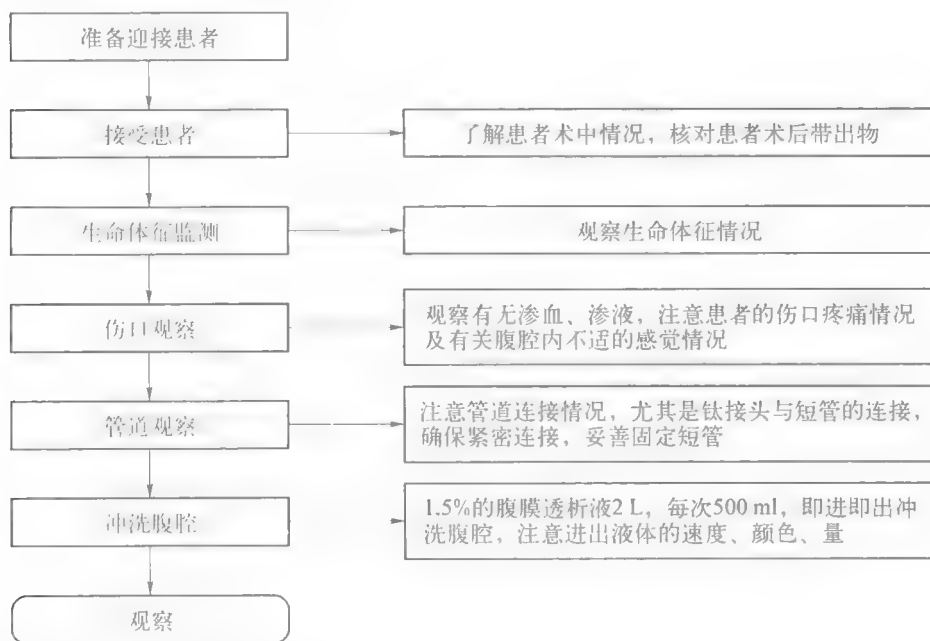 准备迎接患者
接受患者
了解患者术中情况，核对患者术后带出物
生命体征监测
观察生命体征情况
伤口观察
观察有无渗血、渗液，注意患者的伤口疼痛情况
及有关腹腔内不适的感觉情况
管道观察
注意管道连接情况，尤其是钛接头与短管的连接，
确保紧密连接，妥善固定短管
冲洗腹腔
1.5%的腹膜透析液2 L，每次500 ml，即进即出冲
洗腹腔，注意进出液体的速度、颜色、量
观察